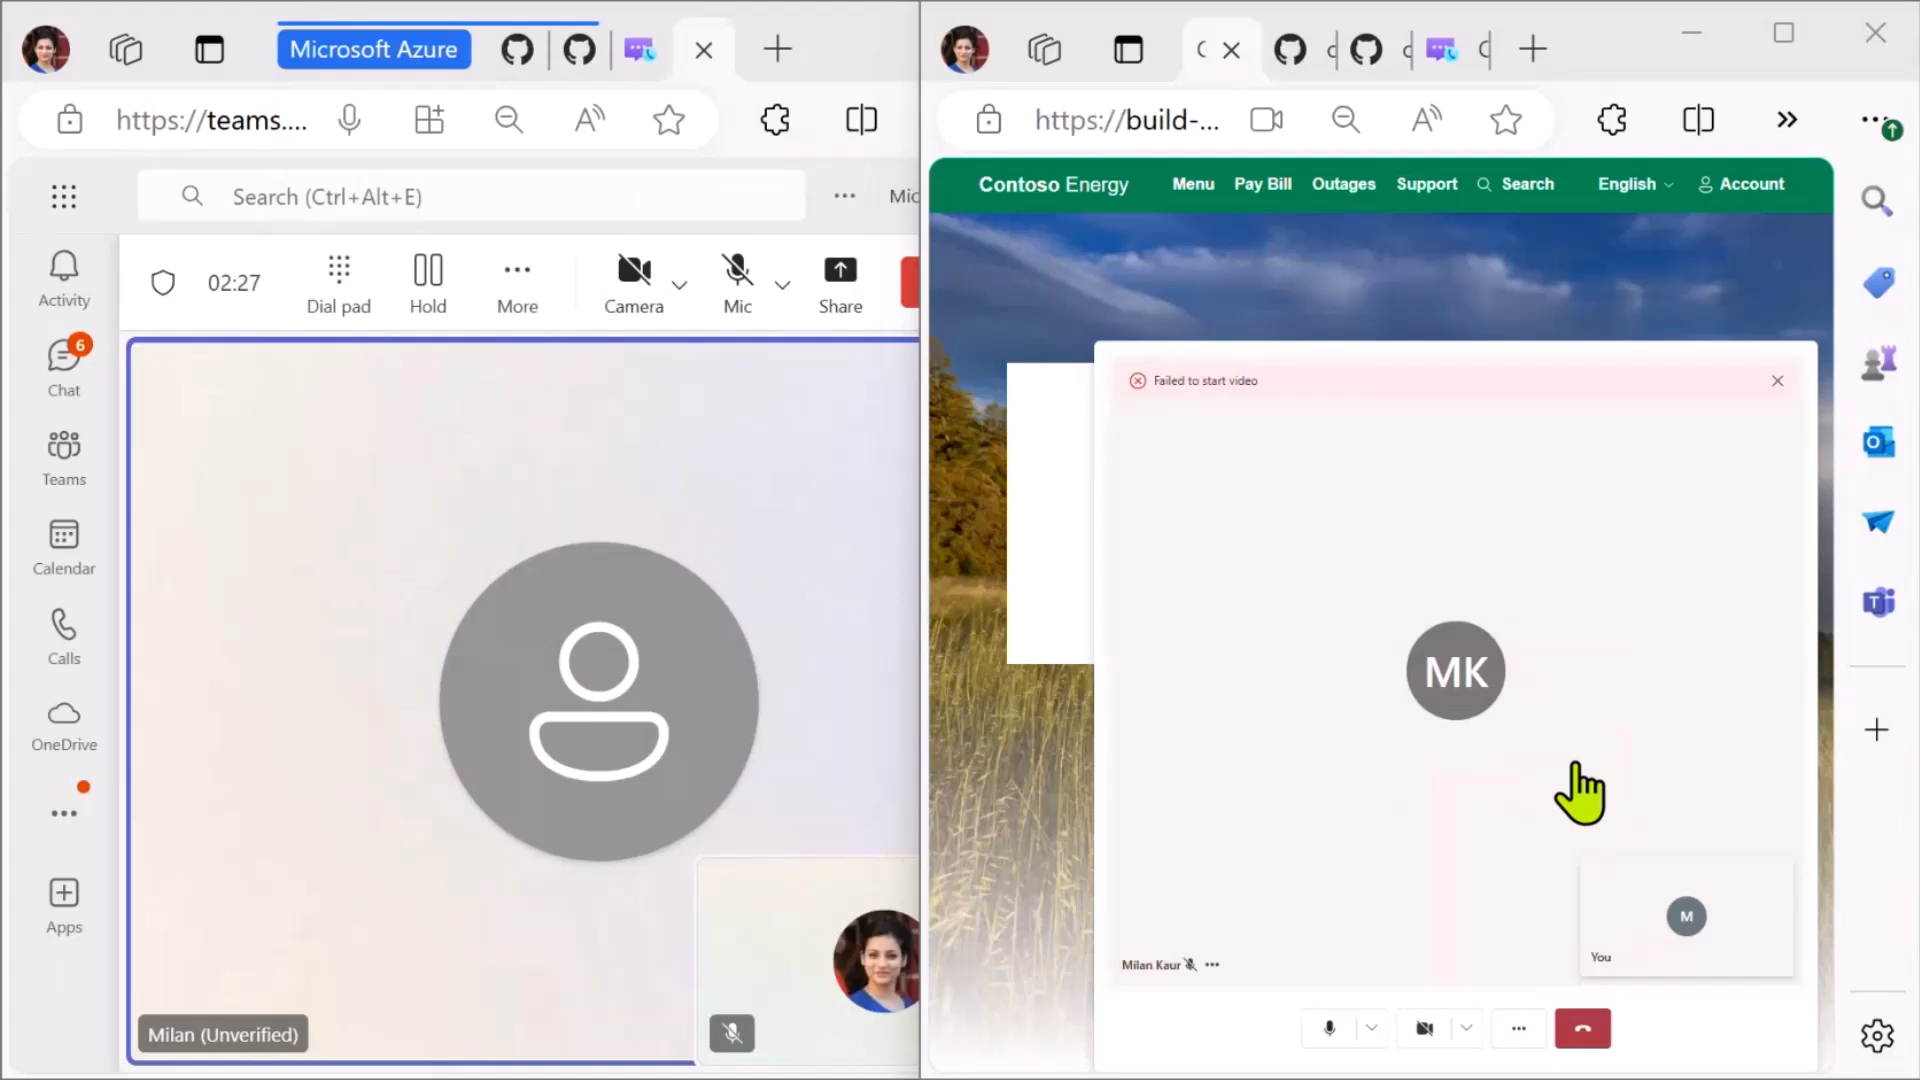 Microsoft Azure
https://teams....
https://build-...
Search (Ctrl+Alt+E)
Mic
Activity
6
Chat
Teams
Calendar
Calls
OneDrive
Apps
02:27
Dial pad
Hold
More
Camera
Mic
Share
Milan (Unverified)
Contoso Energy
Menu
Pay Bill
Outages
Support
Search
English
Account
Failed to start video
MK
Milan Kaur
M
You